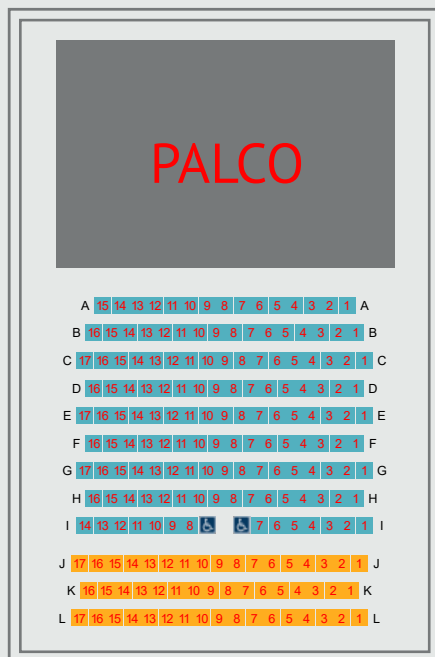 PALCO
A 15 14 13 12 11 10 9 8 7 6 5 4 3 2 1 A
B 16 15 14 13 12 11 10 9 8 7 6 5 4 3 2 1 B
C 17 16 15 14 13 12 11 10 9 8 7 6 5 4 3 2 1 C
D 16 15 14 13 12 11 10 9 8 7 6 5 4 3 2 1 D
E 17 16 15 14 13 12 11 10 9 8 7 6 5 4 3 2 1 E
F 16 15 14 13 12 11 10 9 8 7 6 5 4 3 2 1 F
G 17 16 15 14 13 12 11 10 9 8 7 6 5 4 3 2 1 G
H 16 15 14 13 12 11 10 9 8 7 6 5 4 3 2 1 H
I 14 13 12 11 10 9 8 7 6 5 4 3 2 1 I
J 17 16 15 14 13 12 11 10 9 8 7 6 5 4 3 2 1 J
K 16 15 14 13 12 11 10 9 8 7 6 5 4 3 2 1 K
L 17 16 15 14 13 12 11 10 9 8 7 6 5 4 3 2 1 L